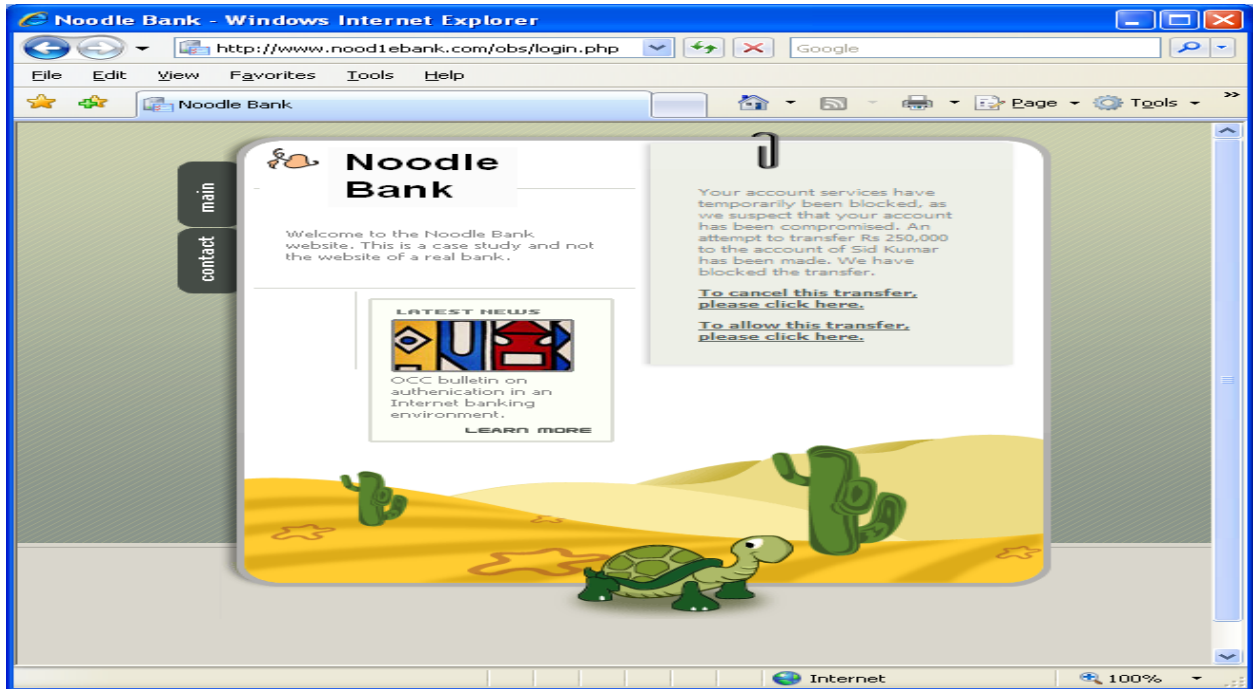 Noodle Bank - Windows Internet Explorer
http://www.nood1ebank.com/obs/login.php
Google
File Edit View Favorites Tools Help
Noodle Bank
Page Tools
main
contact
Noodle
Bank
Welcome to the Noodle Bank
website. This is a case study and not
the website of a real bank.
LATEST NEWS
OCC bulletin on
authenication in an
Internet banking
environment.
LEARN MORE
Your account services have
temporarily been blocked, as
we suspect that your account
has been compromised. An
attempt to transfer Rs 250,000
to the account of Sid Kumar
has been made. We have
blocked the transfer.
To cancel this transfer,
please click here.
To allow this transfer,
please click here.
Internet
100%